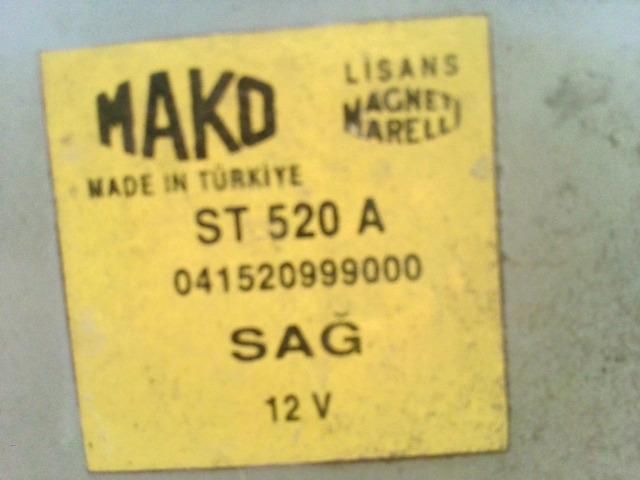 MAKO
LİSANS
MAGNETI
MARELLI
MADE IN TÜRKİYE
ST 520 A
041520999000
SAĞ
12 V